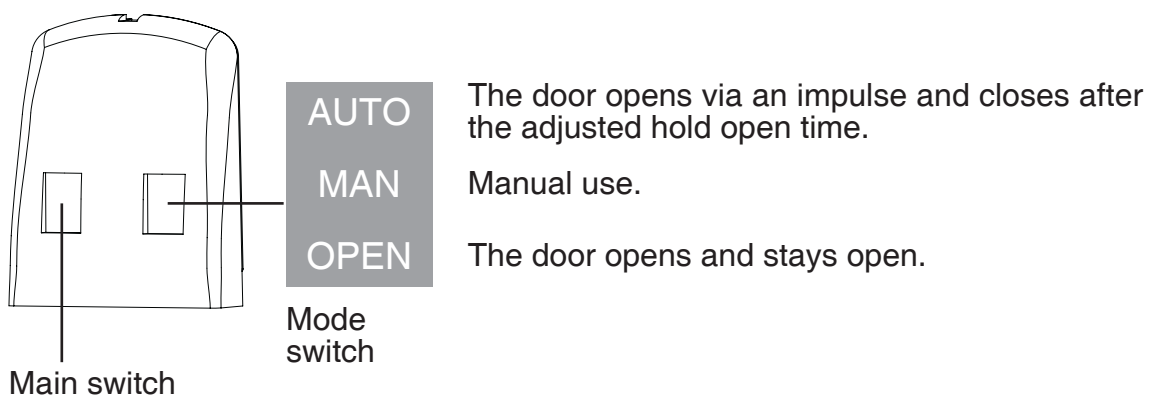 AUTO
The door opens via an impulse and closes after
the adjusted hold open time.
MAN
Manual use.
OPEN
The door opens and stays open.
Mode
switch
Main switch